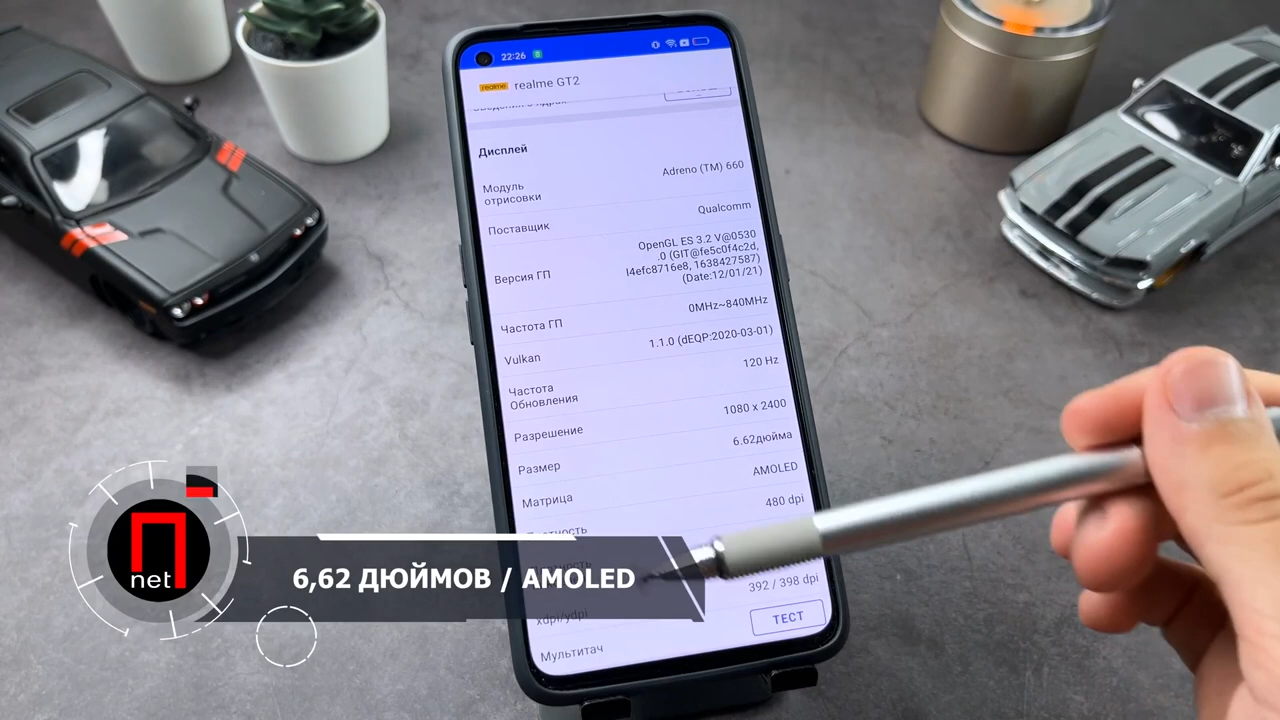 22:26
realme realme GT2
Дисплей
Модуль
отрисовки
Adreno (TM) 660
Поставщик
Qualcomm
Версия ГП
OpenGL ES 3.2 V@0530
.0 (GIT@fe5c0f4c2d,
I4efc8716e8, 1638427587)
(Date:12/01/21)
Частота ГП
0MHz~840MHz
Vulkan
1.1.0 (dEQP:2020-03-01)
Частота
Обновления
120 Hz
Разрешение
1080 x 2400
Размер
6.62дюйма
Матрица
AMOLED
480 dpi
xdpi/ydpi
392 / 398 dpi
Мультитач
ТЕСТ
П
net
6,62 ДЮЙМОВ / AMOLED